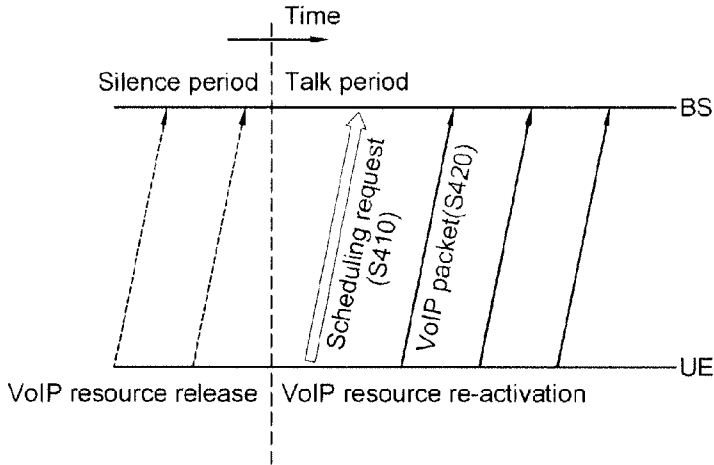 Time
Silence period
Talk period
BS
Scheduling request
(S410)
VoIP packet(S420)
UE
VoIP resource release
VoIP resource re-activation